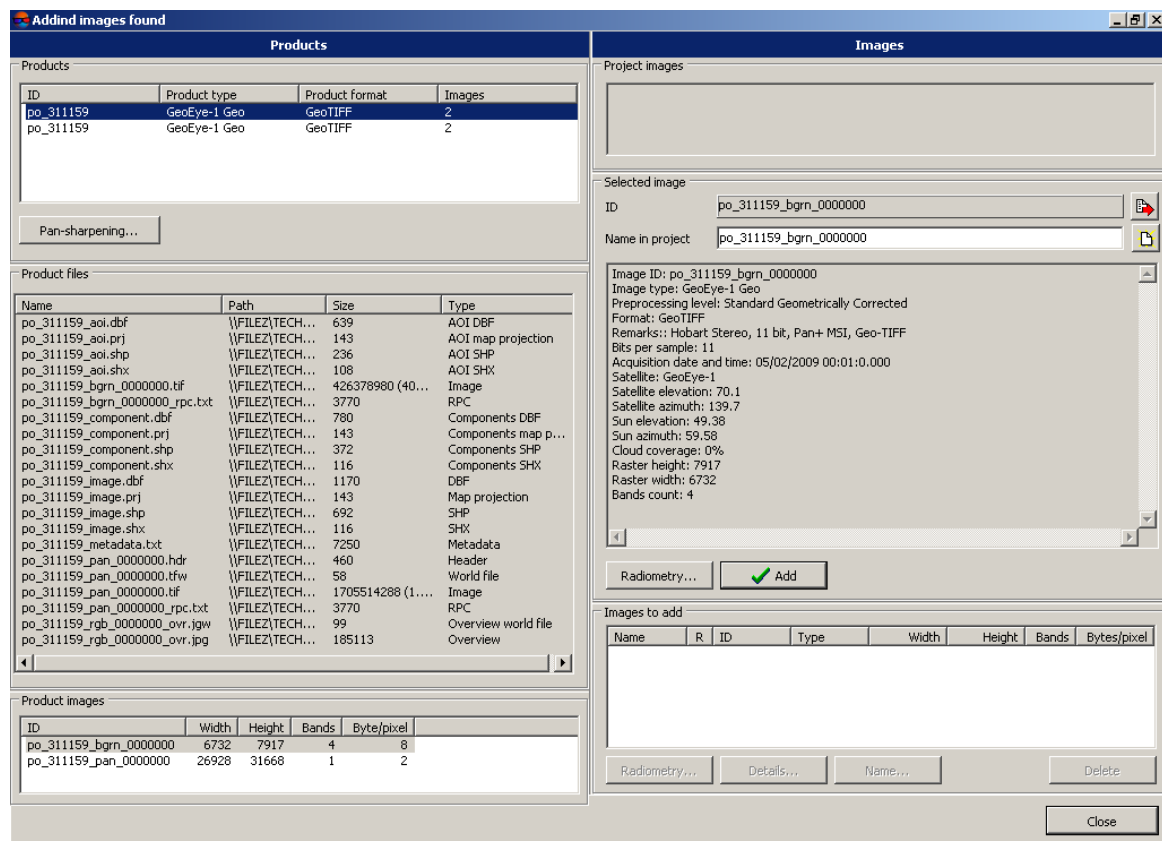 Addind images found
Products
Images
Products
ID Product type Product format Images
po_311159 GeoEye-1 Geo GeoTIFF 2
po_311159 GeoEye-1 Geo GeoTIFF 2
Pan-sharpening...
Product files
Name Path Size Type
po_311159_aoi.dbf \\FILEZ\TECH... 639 AOI DBF
po_311159_aoi.prj \\FILEZ\TECH... 143 AOI map projection
po_311159_aoi.shp \\FILEZ\TECH... 236 AOI SHP
po_311159_aoi.shx \\FILEZ\TECH... 108 AOI SHX
po_311159_bgrn_0000000.tif \\FILEZ\TECH... 426378980 (40... Image
po_311159_bgrn_0000000_rpc.txt \\FILEZ\TECH... 3770 RPC
po_311159_component.dbf \\FILEZ\TECH... 780 Components DBF
po_311159_component.prj \\FILEZ\TECH... 143 Components map p...
po_311159_component.shp \\FILEZ\TECH... 372 Components SHP
po_311159_component.shx \\FILEZ\TECH... 116 Components SHX
po_311159_image.dbf \\FILEZ\TECH... 1170 DBF
po_311159_image.prj \\FILEZ\TECH... 143 Map projection
po_311159_image.shp \\FILEZ\TECH... 692 SHP
po_311159_image.shx \\FILEZ\TECH... 116 SHX
po_311159_metadata.txt \\FILEZ\TECH... 7250 Metadata
po_311159_pan_0000000.hdr \\FILEZ\TECH... 460 Header
po_311159_pan_0000000.tfw \\FILEZ\TECH... 58 World file
po_311159_pan_0000000.tif \\FILEZ\TECH... 1705514288 (1.... Image
po_311159_pan_0000000_rpc.txt \\FILEZ\TECH... 3770 RPC
po_311159_rgb_0000000_ovr.jgw \\FILEZ\TECH... 99 Overview world file
po_311159_rgb_0000000_ovr.jpg \\FILEZ\TECH... 185113 Overview
Product images
ID Width Height Bands Byte/pixel
po_311159_bgrn_0000000 6732 7917 4 8
po_311159_pan_0000000 26928 31668 1 2
Project images
Selected image
ID po_311159_bgrn_0000000
Name in project po_311159_bgrn_0000000
Image ID: po_311159_bgrn_0000000
Image type: GeoEye-1 Geo
Preprocessing level: Standard Geometrically Corrected
Format: GeoTIFF
Remarks:: Hobart Stereo, 11 bit, Pan+ MSI, Geo-TIFF
Bits per sample: 11
Acquisition date and time: 05/02/2009 00:01:0.000
Satellite: GeoEye-1
Satellite elevation: 70.1
Satellite azimuth: 139.7
Sun elevation: 49.38
Sun azimuth: 59.58
Cloud coverage: 0%
Raster height: 7917
Raster width: 6732
Bands count: 4
Radiometry... Add
Images to add
Name R ID Type Width Height Bands Bytes/pixel
Radiometry... Details... Name... Delete
Close